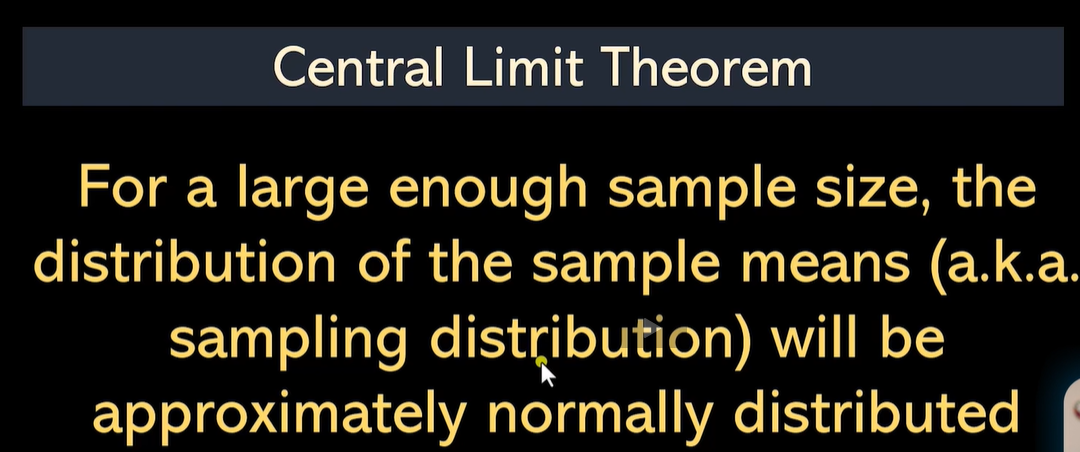 Central Limit Theorem
For a large enough sample size, the
distribution of the sample means (a.k.a.
sampling distribution) will be
approximately normally distributed